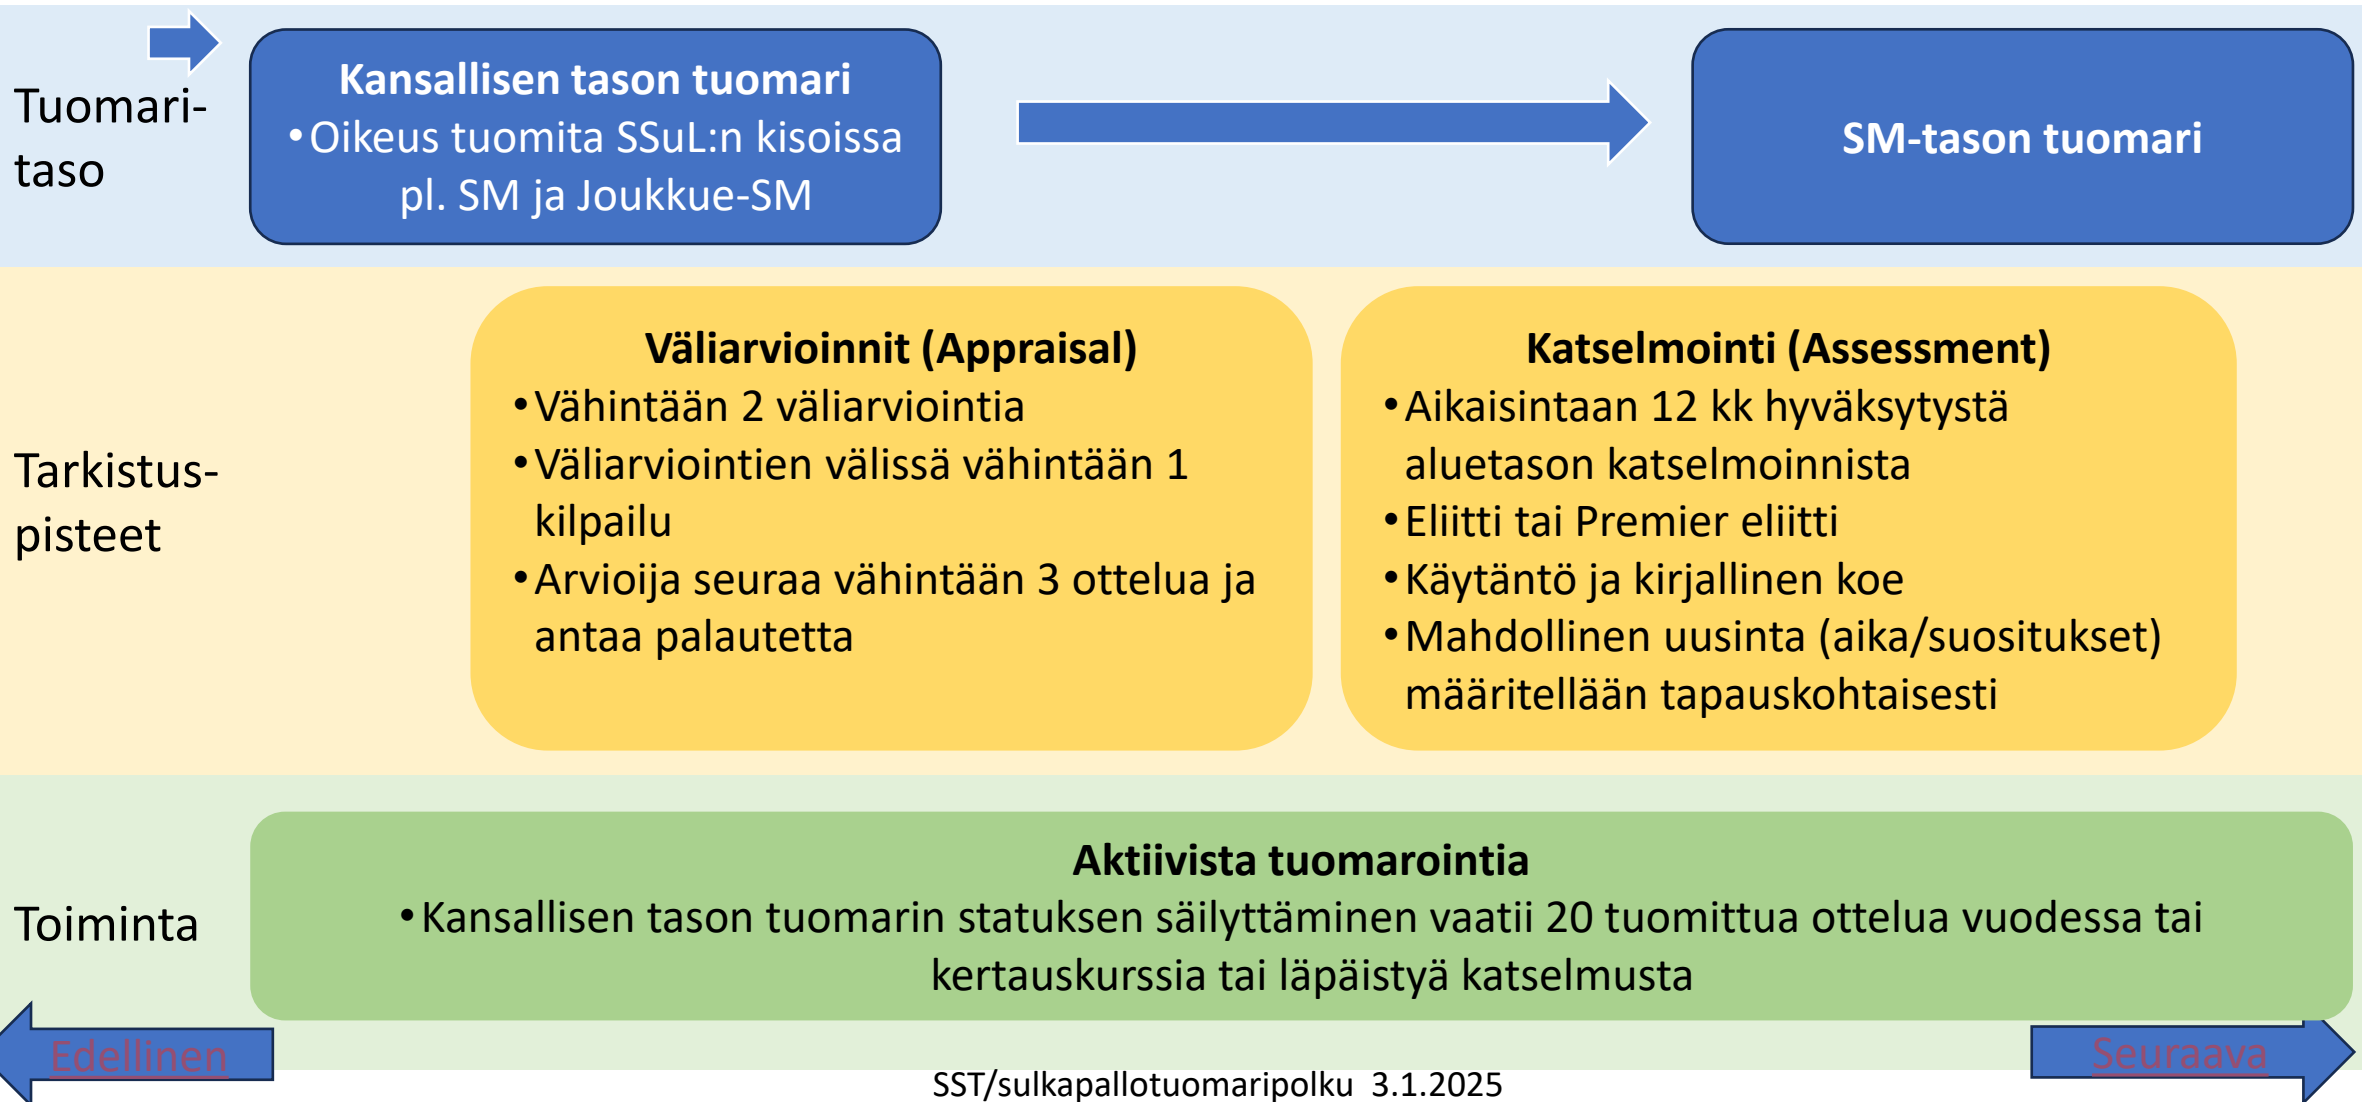 Tuomari-
taso
Kansallisen tason tuomari
•Oikeus tuomita SSuL:n kisoissa
pl. SM ja Joukkue-SM
SM-tason tuomari
Tarkistus-
pisteet
Väliarvioinnit (Appraisal)
•Vähintään 2 väliarviointia
•Väliarviointien välissä vähintään 1
kilpailu
•Arvioija seuraa vähintään 3 ottelua ja
antaa palautetta
Katselmointi (Assessment)
•Aikaisintaan 12 kk hyväksytystä
aluetason katselmoinnista
•Eliitti tai Premier eliitti
•Käytäntö ja kirjallinen koe
•Mahdollinen uusinta (aika/suositukset)
määritellään tapauskohtaisesti
Toiminta
Aktiivista tuomarointia
•Kansallisen tason tuomarin statuksen säilyttäminen vaatii 20 tuomittua ottelua vuodessa tai
kertauskurssia tai läpäistyä katselmusta
Edellinen
Seuraava
SST/sulkapallotuomaripolku 3.1.2025